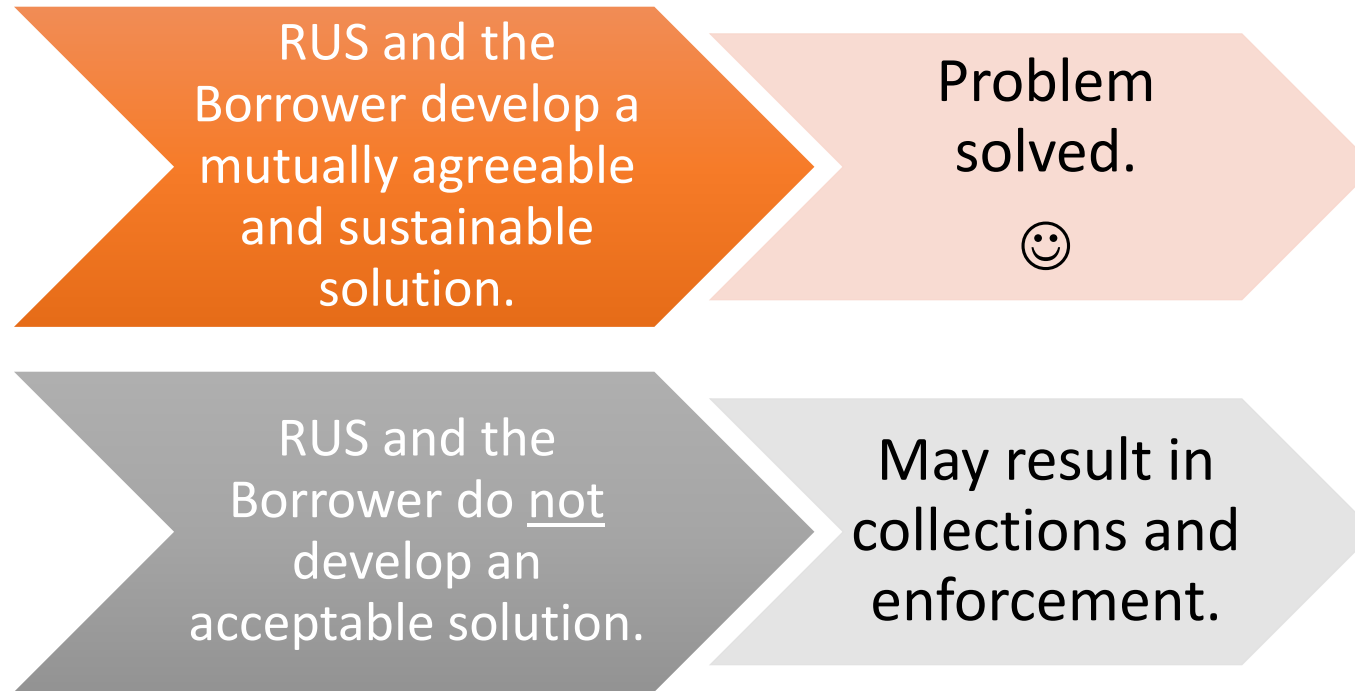 RUS and the
Borrower develop a
mutually agreeable
and sustainable
solution.
Problem
solved.
☺
RUS and the
Borrower do not
develop an
acceptable solution.
May result in
collections and
enforcement.